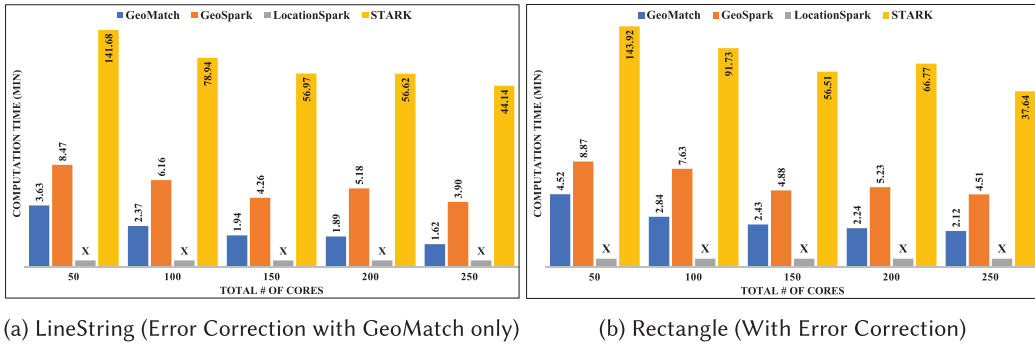 GeoMatch GeoSpark LocationSpark STARK
COMPUTATION TIME (MIN)
3.63 8.47 X 141.68
2.37 6.16 X 78.94
1.94 4.26 X 56.97
1.89 5.18 X 56.62
1.62 3.90 X 44.14
50 100 150 200 250
TOTAL # OF CORES
(a) LineString (Error Correction with GeoMatch only)
GeoMatch GeoSpark LocationSpark STARK
COMPUTATION TIME (MIN)
4.52 8.87 X 143.92
2.84 7.63 X 91.73
2.43 4.88 X 56.51
2.24 5.23 X 66.77
2.12 4.51 X 37.64
50 100 150 200 250
TOTAL # OF CORES
(b) Rectangle (With Error Correction)